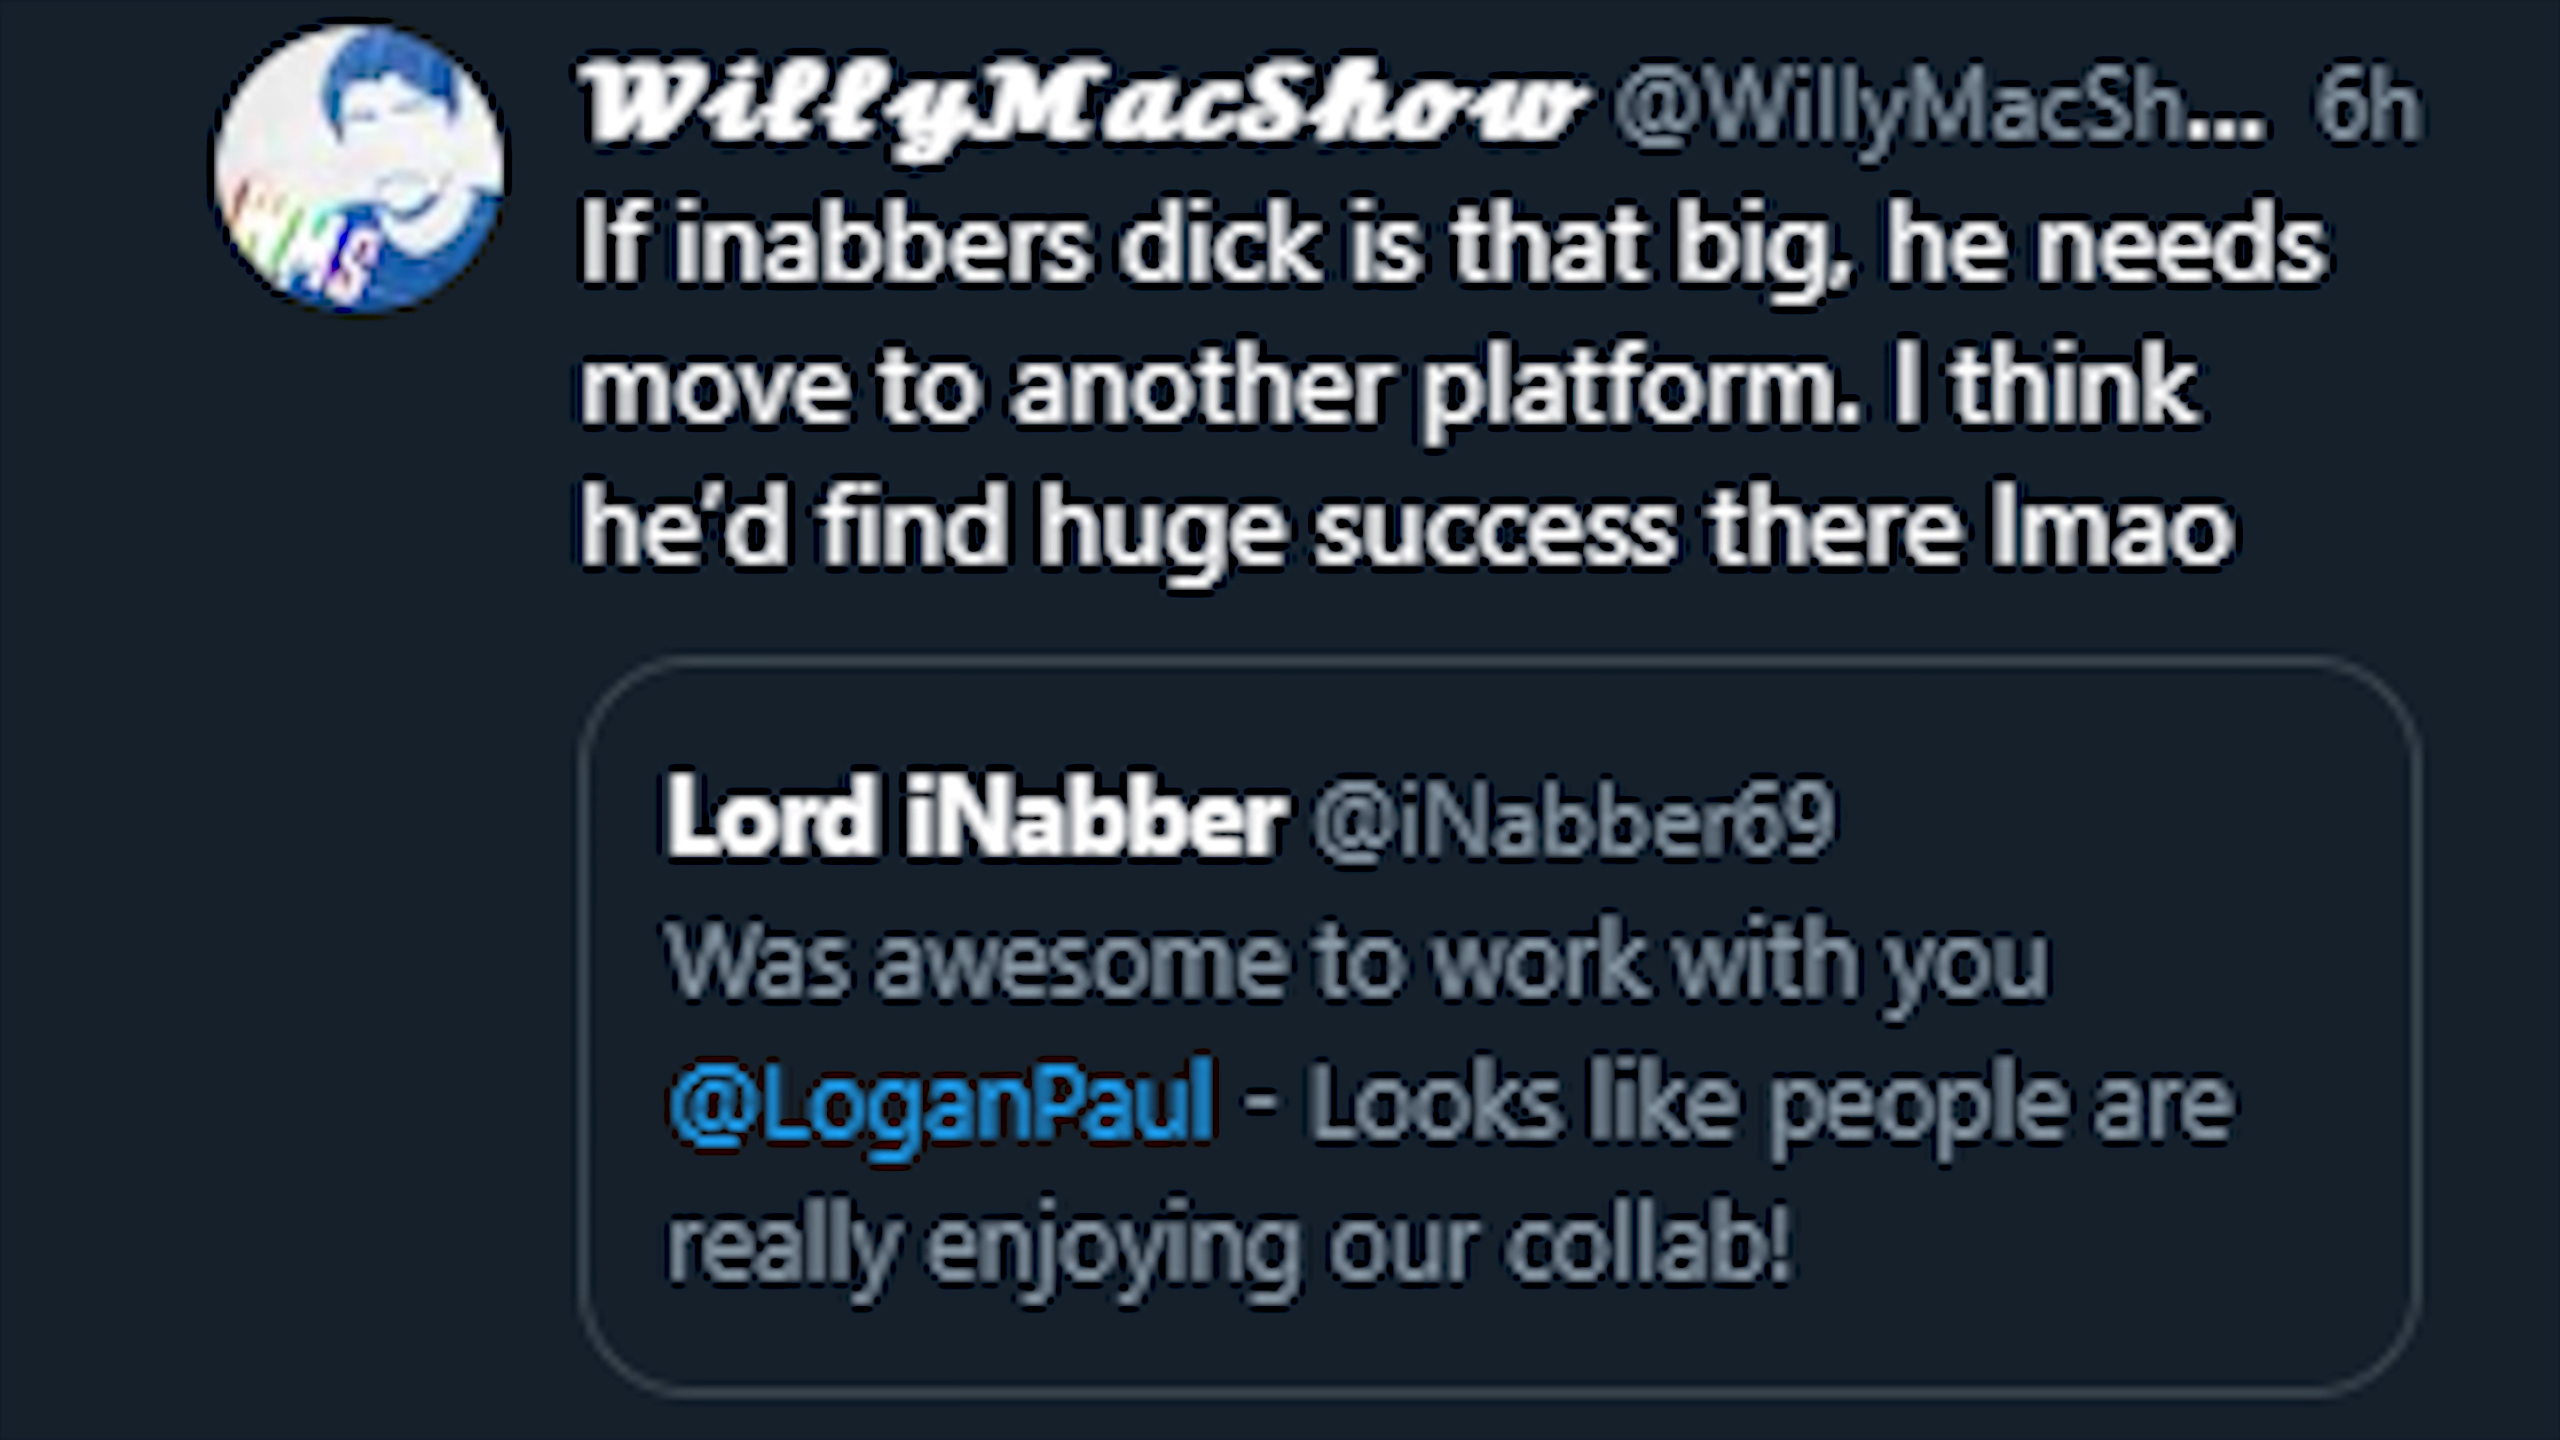 WillyMacShow @WillyMacSh... 6h
If inabbers dick is that big, he needs
move to another platform. I think
he'd find huge success there lmao
Lord iNabber @iNabber69
Was awesome to work with you
@LoganPaul - Looks like people are
really enjoying our collab!